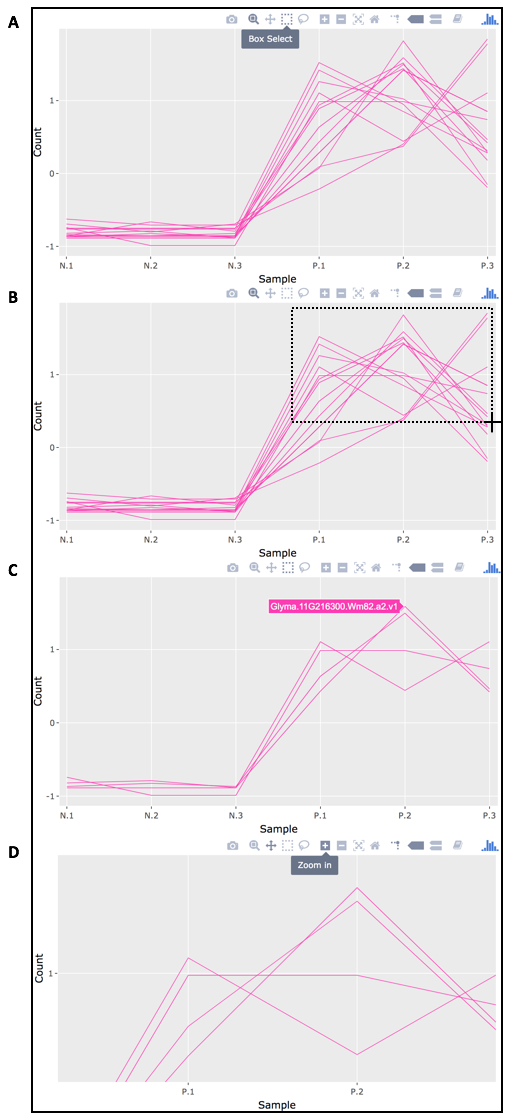 A
Box Select
1
0
-1
Count
N.1 N.2 N.3 P.1 P.2 P.3
Sample
B
1
0
-1
Count
N.1 N.2 N.3 P.1 P.2 P.3
Sample
C
Glyma.11G216300.Wm82.a2.v1
1
0
-1
Count
N.1 N.2 N.3 P.1 P.2 P.3
Sample
D
Zoom in
1
Count
P.1 P.2
Sample